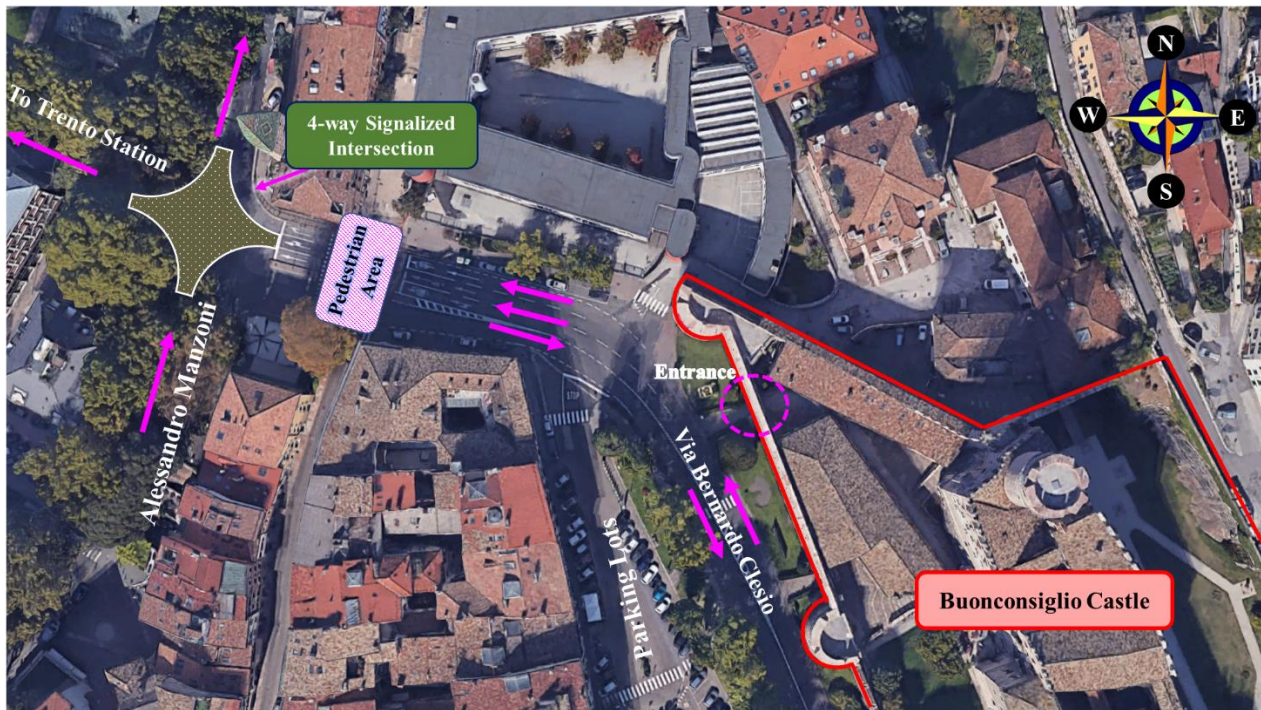 N
W
E
S
To Trento Station
4-way Signalized
Intersection
Pedestrian
Area
Alessandro Manzoni
Entrance
STOP
Via Bernardo Clesio
Parking Lots
Buonconsiglio Castle